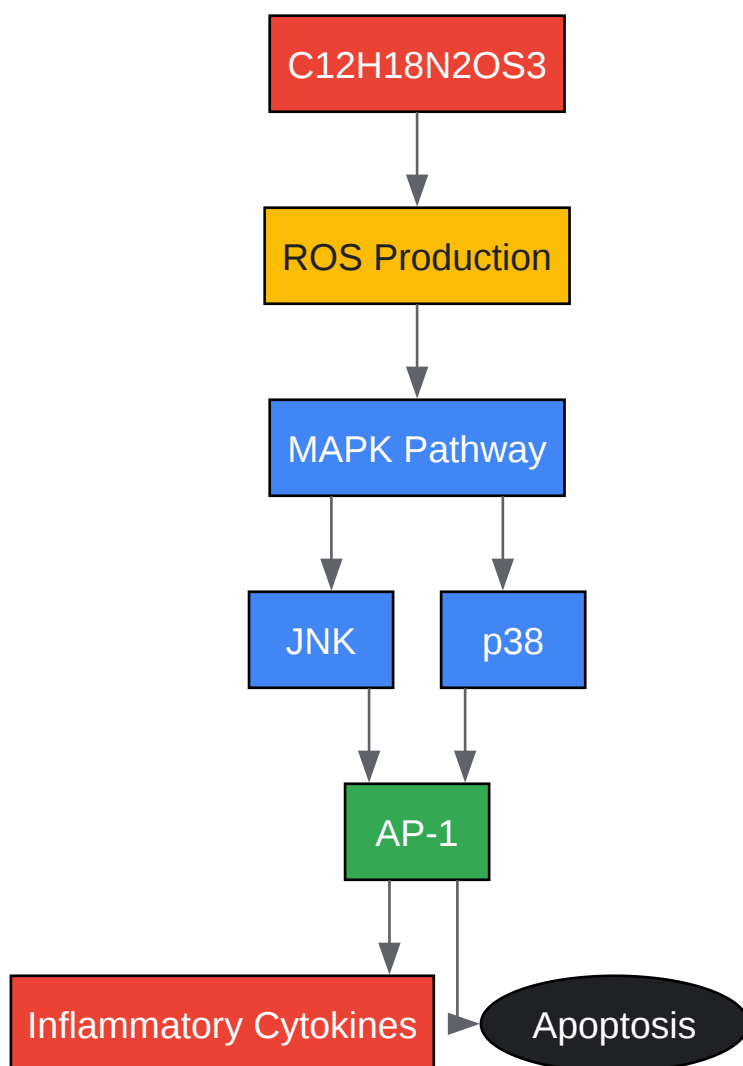 C12H18N2OS3
ROS Production
MAPK Pathway
JNK
p38
AP-1
Inflammatory Cytokines
Apoptosis